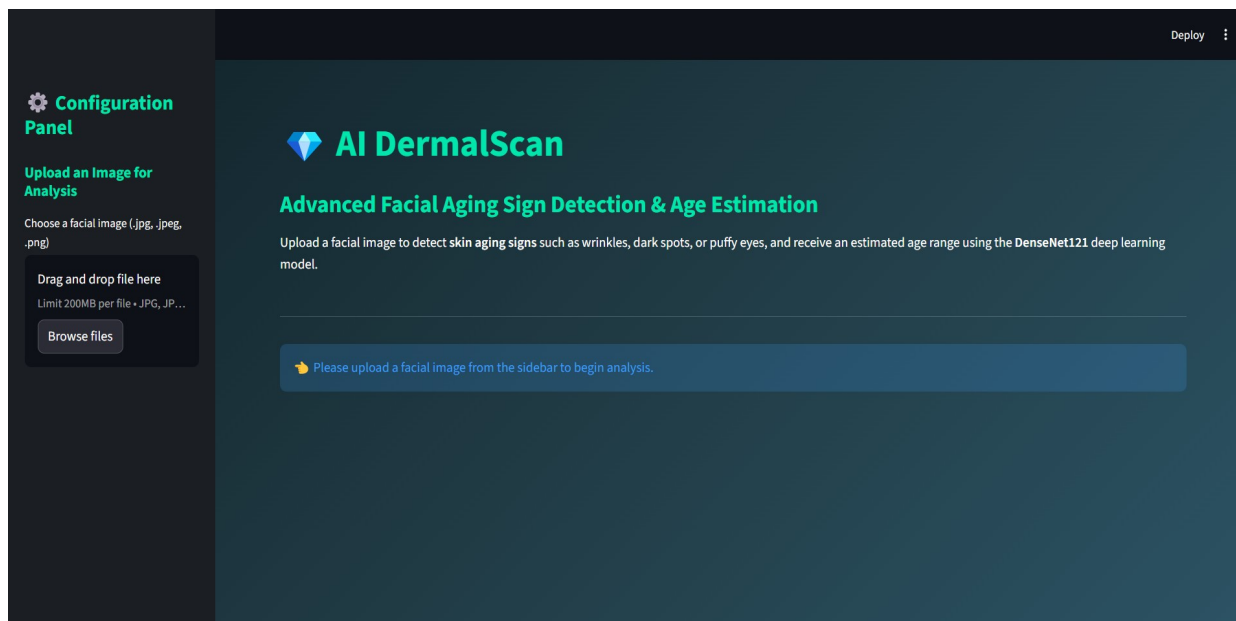 Deploy
Configuration
Panel
Upload an Image for
Analysis
Choose a facial image (.jpg, .jpeg,
.png)
Drag and drop file here
Limit 200MB per file • JPG, JP...
Browse files
AI DermalScan
Advanced Facial Aging Sign Detection & Age Estimation
Upload a facial image to detect skin aging signs such as wrinkles, dark spots, or puffy eyes, and receive an estimated age range using the DenseNet121 deep learning
model.
Please upload a facial image from the sidebar to begin analysis.